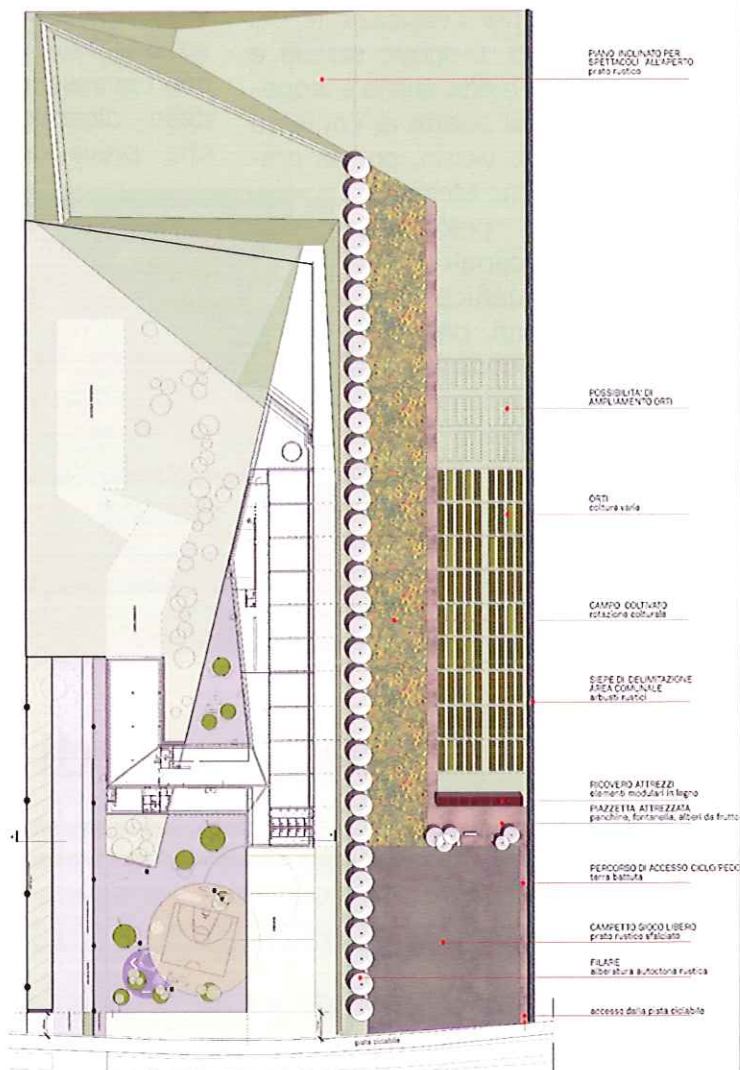 PIANO INCLINATO PER
SPETTACOLI ALL'APERTO
prato rustico
POSSIBILITA' DI
AMPLIAMENTO ORTI
ORTI
coltura varia
CAMPO COLTIVATO
rotazione colturale
SIEPE DI DELIMITAZIONE
AREA COMUNALE
arbusti rustici
RICOVERO ATTREZZI
elementi modulari in legno
PIAZZETTA ATTREZZATA
panchine, fontanella, alberi da frutto
PERCORSO DI ACCESSO CICLO/PEDO
terra battuta
CAMPETTO GIOCO LIBERO
prato rustico sfalciato
FILARE
alberatura autoctona rustica
accesso dalla pista ciclabile
pista ciclabile